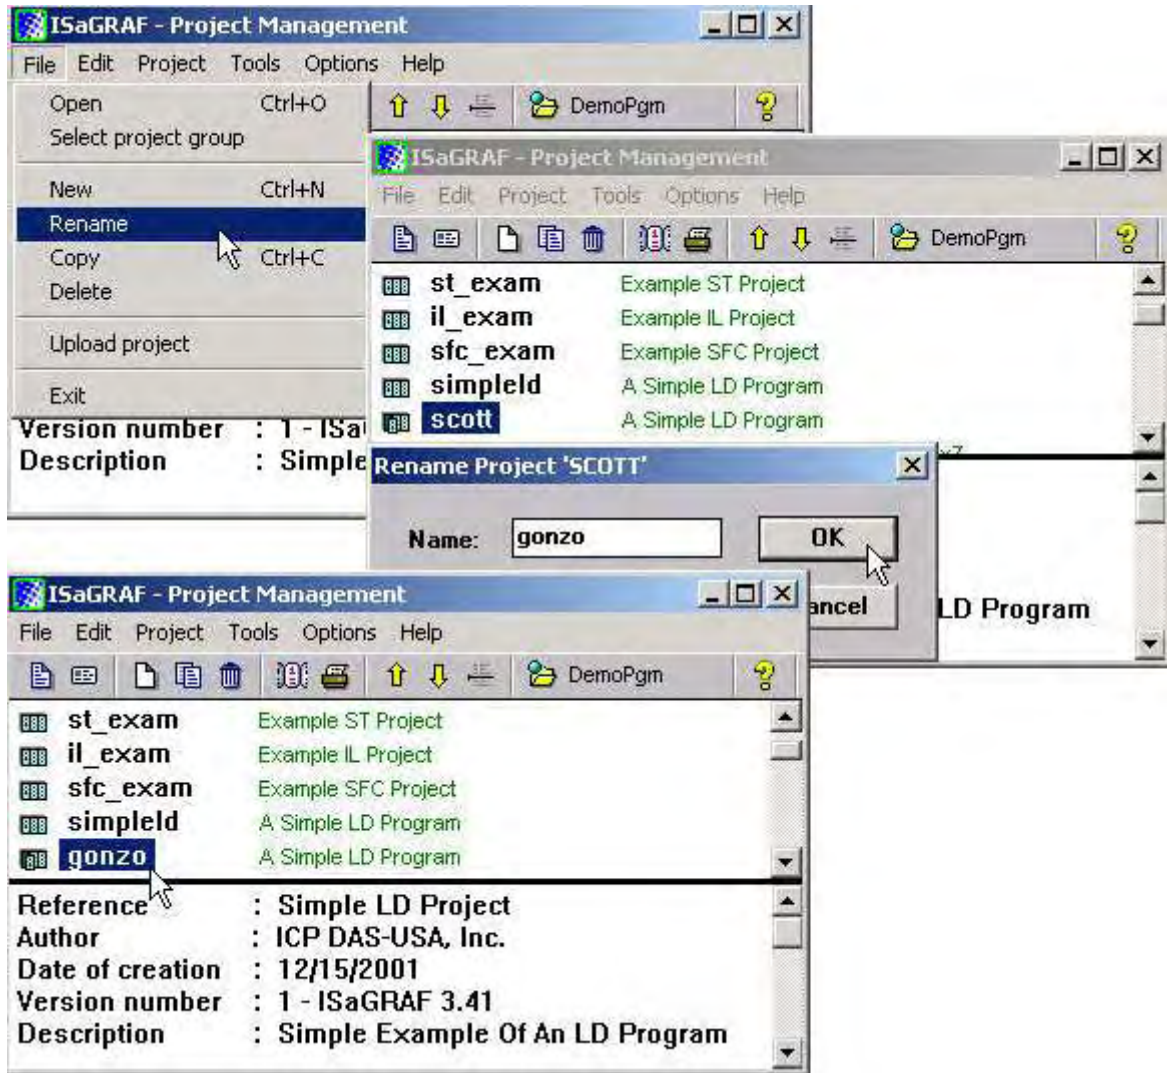 ISaGRAF - Project Management
File Edit Project Tools Options Help
Open Ctrl+O
Select project group
New Ctrl+N
Rename
Copy Ctrl+C
Delete
Upload project
Exit
DemoPgm
Version number : 1 - ISa
Description : Simple
ISaGRAF - Project Management
File Edit Project Tools Options Help
DemoPgm
st_exam Example ST Project
il_exam Example IL Project
sfc_exam Example SFC Project
simpleld A Simple LD Program
scott A Simple LD Program
Rename Project 'SCOTT'
Name: gonzo OK
ancel
LD Program
ISaGRAF - Project Management
File Edit Project Tools Options Help
DemoPgm
st_exam Example ST Project
il_exam Example IL Project
sfc_exam Example SFC Project
simpleld A Simple LD Program
gonzo A Simple LD Program
Reference : Simple LD Project
Author : ICP DAS-USA, Inc.
Date of creation : 12/15/2001
Version number : 1 - ISaGRAF 3.41
Description : Simple Example Of An LD Program